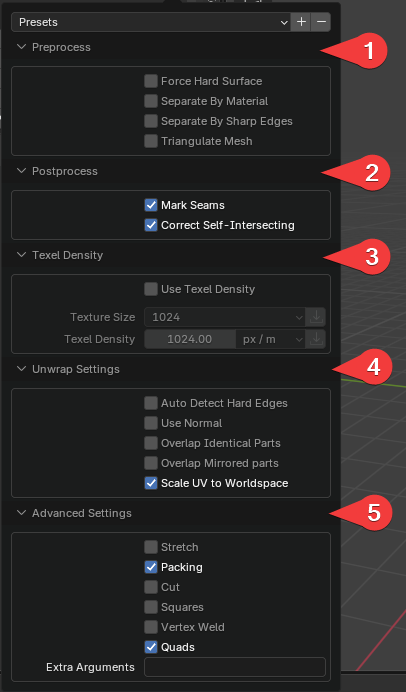 Presets
Preprocess
1
Force Hard Surface
Separate By Material
Separate By Sharp Edges
Triangulate Mesh
Postprocess
2
Mark Seams
Correct Self-Intersecting
Texel Density
3
Use Texel Density
Texture Size 1024
Texel Density 1024.00 px / m
Unwrap Settings
4
Auto Detect Hard Edges
Use Normal
Overlap Identical Parts
Overlap Mirrored parts
Scale UV to Worldspace
Advanced Settings
5
Stretch
Packing
Cut
Squares
Vertex Weld
Quads
Extra Arguments